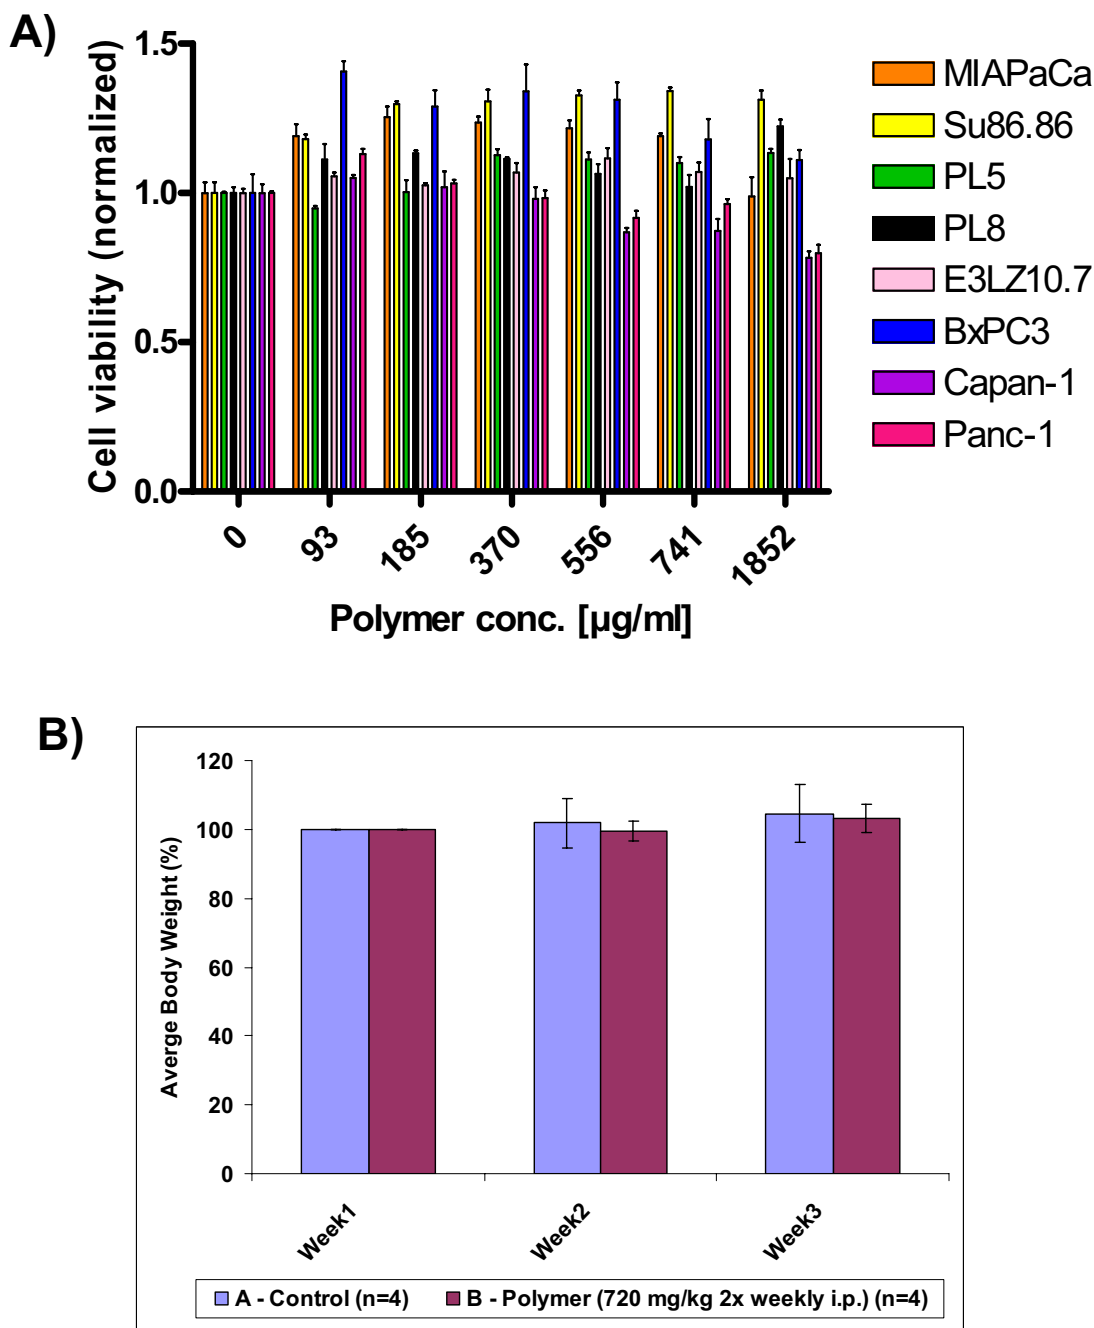 A)
Cell viability (normalized)
1.5
1.0
0.5
0.0
0
93
185
370
556
741
1852
Polymer conc. [µg/ml]
MIAPaCa
Su86.86
PL5
PL8
E3LZ10.7
BxPC3
Capan-1
Panc-1
B)
Averge Body Weight (%)
120
100
80
60
40
20
0
Week1
Week2
Week3
A - Control (n=4)
B - Polymer (720 mg/kg 2x weekly i.p.) (n=4)